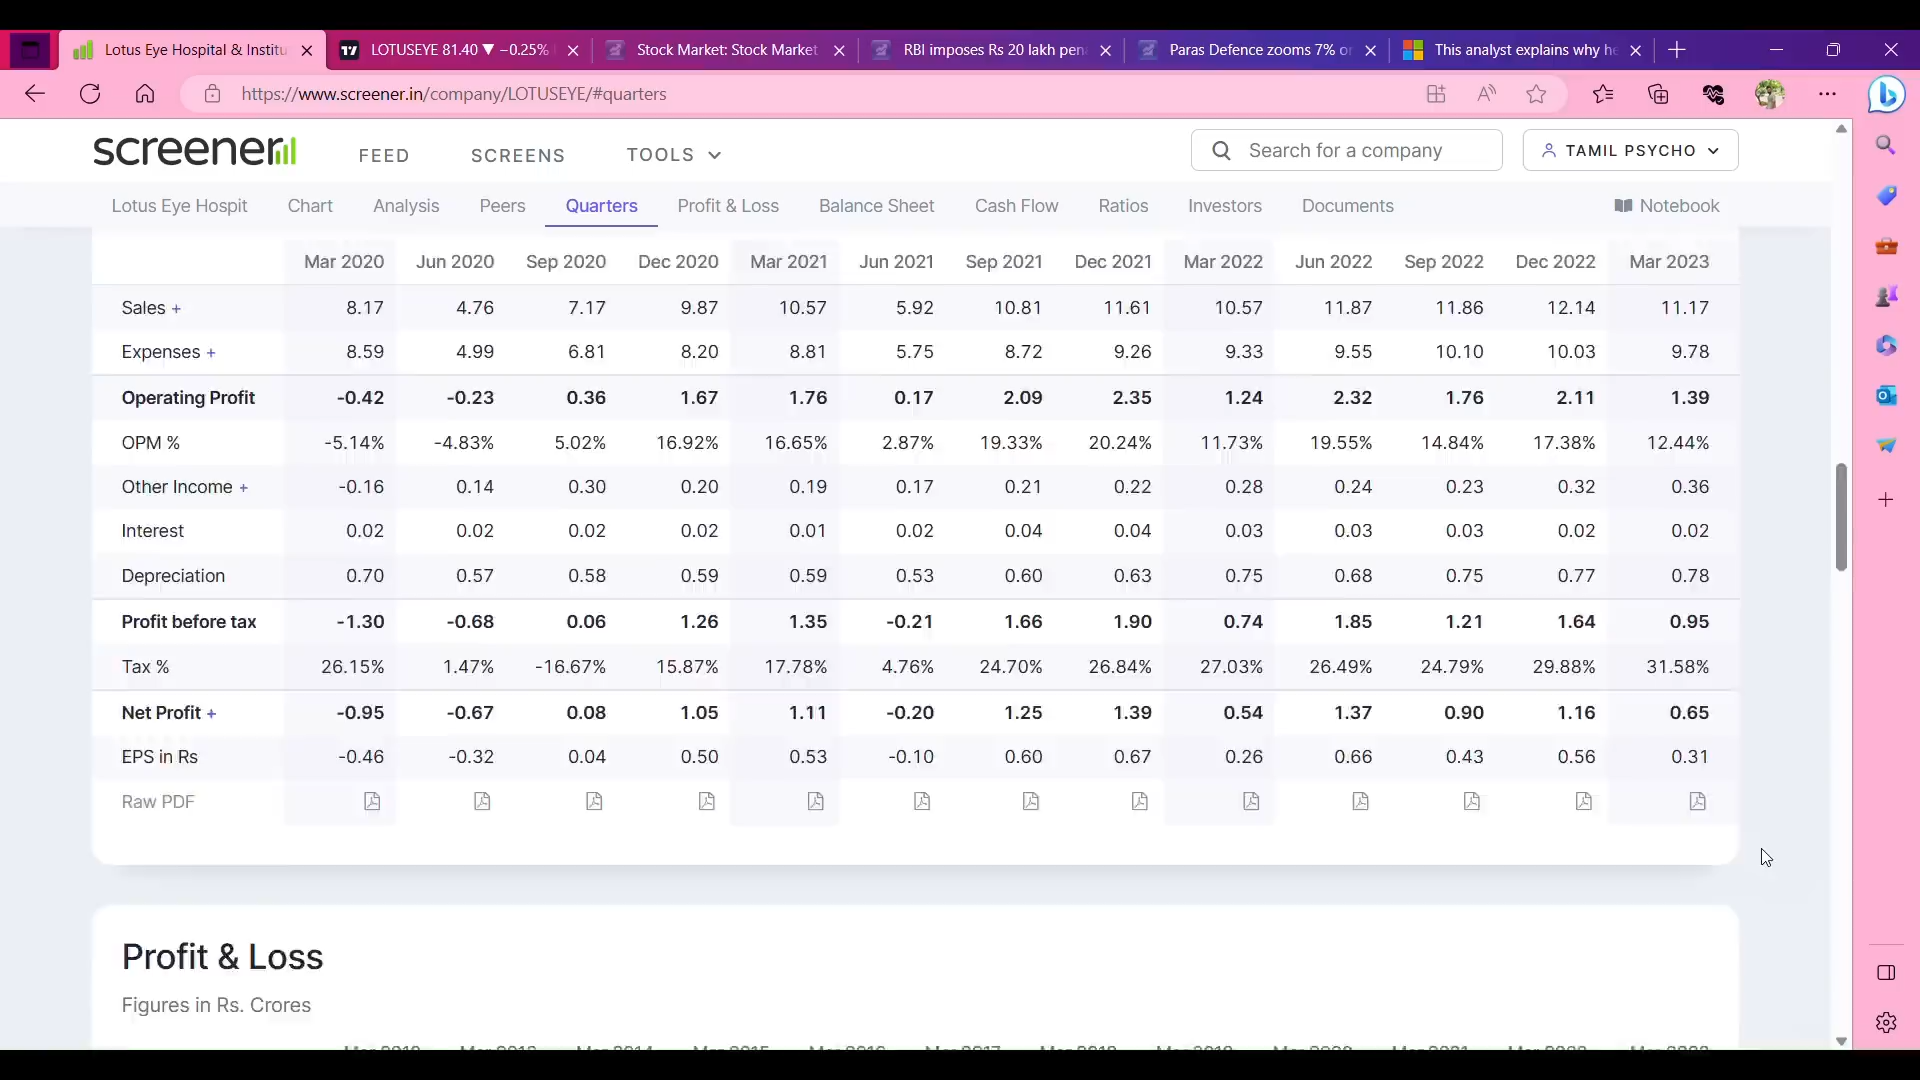 Lotus Eye Hospital & Institu
LOTUSEYE 81.40 ▼ −0.25%
Stock Market: Stock Market
RBI imposes Rs 20 lakh pen
Paras Defence zooms 7% or
This analyst explains why he
https://www.screener.in/company/LOTUSEYE/#quarters
screener
FEED SCREENS TOOLS
Search for a company
TAMIL PSYCHO
Lotus Eye Hospit Chart Analysis Peers Quarters Profit & Loss Balance Sheet Cash Flow Ratios Investors Documents Notebook
Mar 2020 Jun 2020 Sep 2020 Dec 2020 Mar 2021 Jun 2021 Sep 2021 Dec 2021 Mar 2022 Jun 2022 Sep 2022 Dec 2022 Mar 2023
Sales + 8.17 4.76 7.17 9.87 10.57 5.92 10.81 11.61 10.57 11.87 11.86 12.14 11.17
Expenses + 8.59 4.99 6.81 8.20 8.81 5.75 8.72 9.26 9.33 9.55 10.10 10.03 9.78
Operating Profit -0.42 -0.23 0.36 1.67 1.76 0.17 2.09 2.35 1.24 2.32 1.76 2.11 1.39
OPM % -5.14% -4.83% 5.02% 16.92% 16.65% 2.87% 19.33% 20.24% 11.73% 19.55% 14.84% 17.38% 12.44%
Other Income + -0.16 0.14 0.30 0.20 0.19 0.17 0.21 0.22 0.28 0.24 0.23 0.32 0.36
Interest 0.02 0.02 0.02 0.02 0.01 0.02 0.04 0.04 0.03 0.03 0.03 0.02 0.02
Depreciation 0.70 0.57 0.58 0.59 0.59 0.53 0.60 0.63 0.75 0.68 0.75 0.77 0.78
Profit before tax -1.30 -0.68 0.06 1.26 1.35 -0.21 1.66 1.90 0.74 1.85 1.21 1.64 0.95
Tax % 26.15% 1.47% -16.67% 15.87% 17.78% 4.76% 24.70% 26.84% 27.03% 26.49% 24.79% 29.88% 31.58%
Net Profit + -0.95 -0.67 0.08 1.05 1.11 -0.20 1.25 1.39 0.54 1.37 0.90 1.16 0.65
EPS in Rs -0.46 -0.32 0.04 0.50 0.53 -0.10 0.60 0.67 0.26 0.66 0.43 0.56 0.31
Raw PDF
Profit & Loss
Figures in Rs. Crores